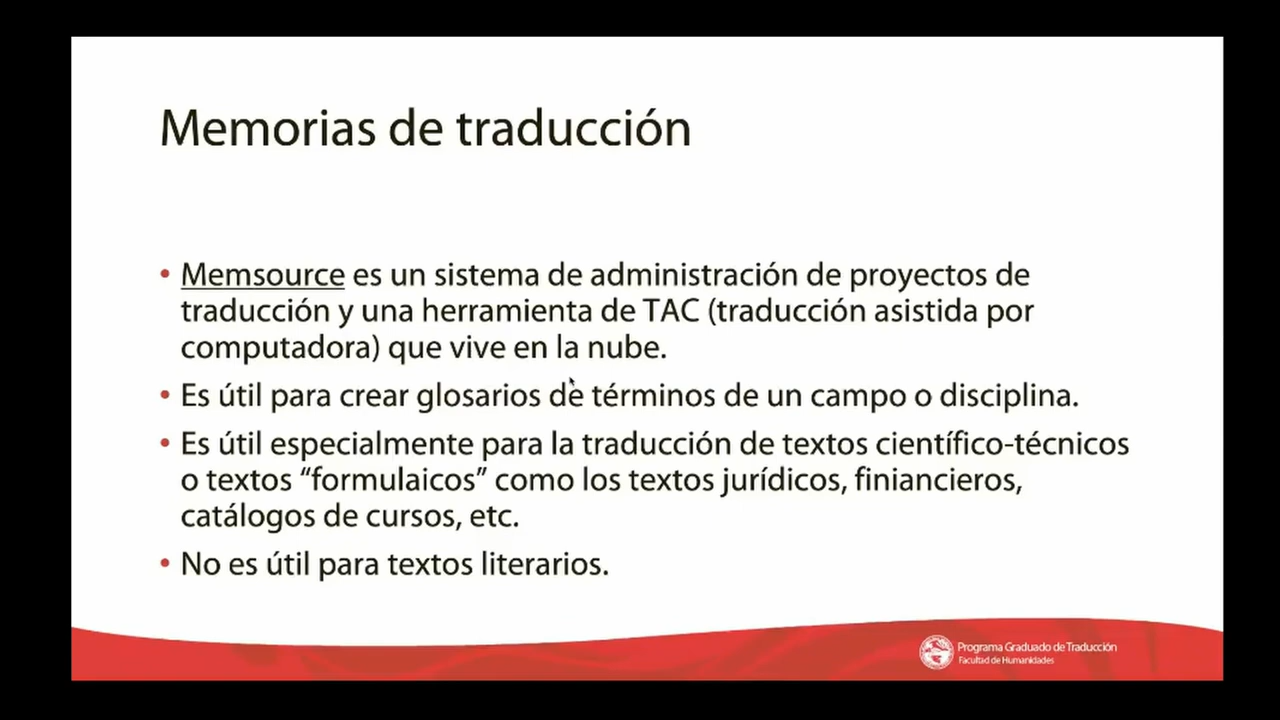 Memorias de traducción
• Memsource es un sistema de administración de proyectos de
traducción y una herramienta de TAC (traducción asistida por
computadora) que vive en la nube.
• Es útil para crear glosarios de términos de un campo o disciplina.
• Es útil especialmente para la traducción de textos científico-técnicos
o textos “formulaicos” como los textos jurídicos, finiancieros,
catálogos de cursos, etc.
• No es útil para textos literarios.
Programa Graduado de Traducción
Facultad de Humanidades